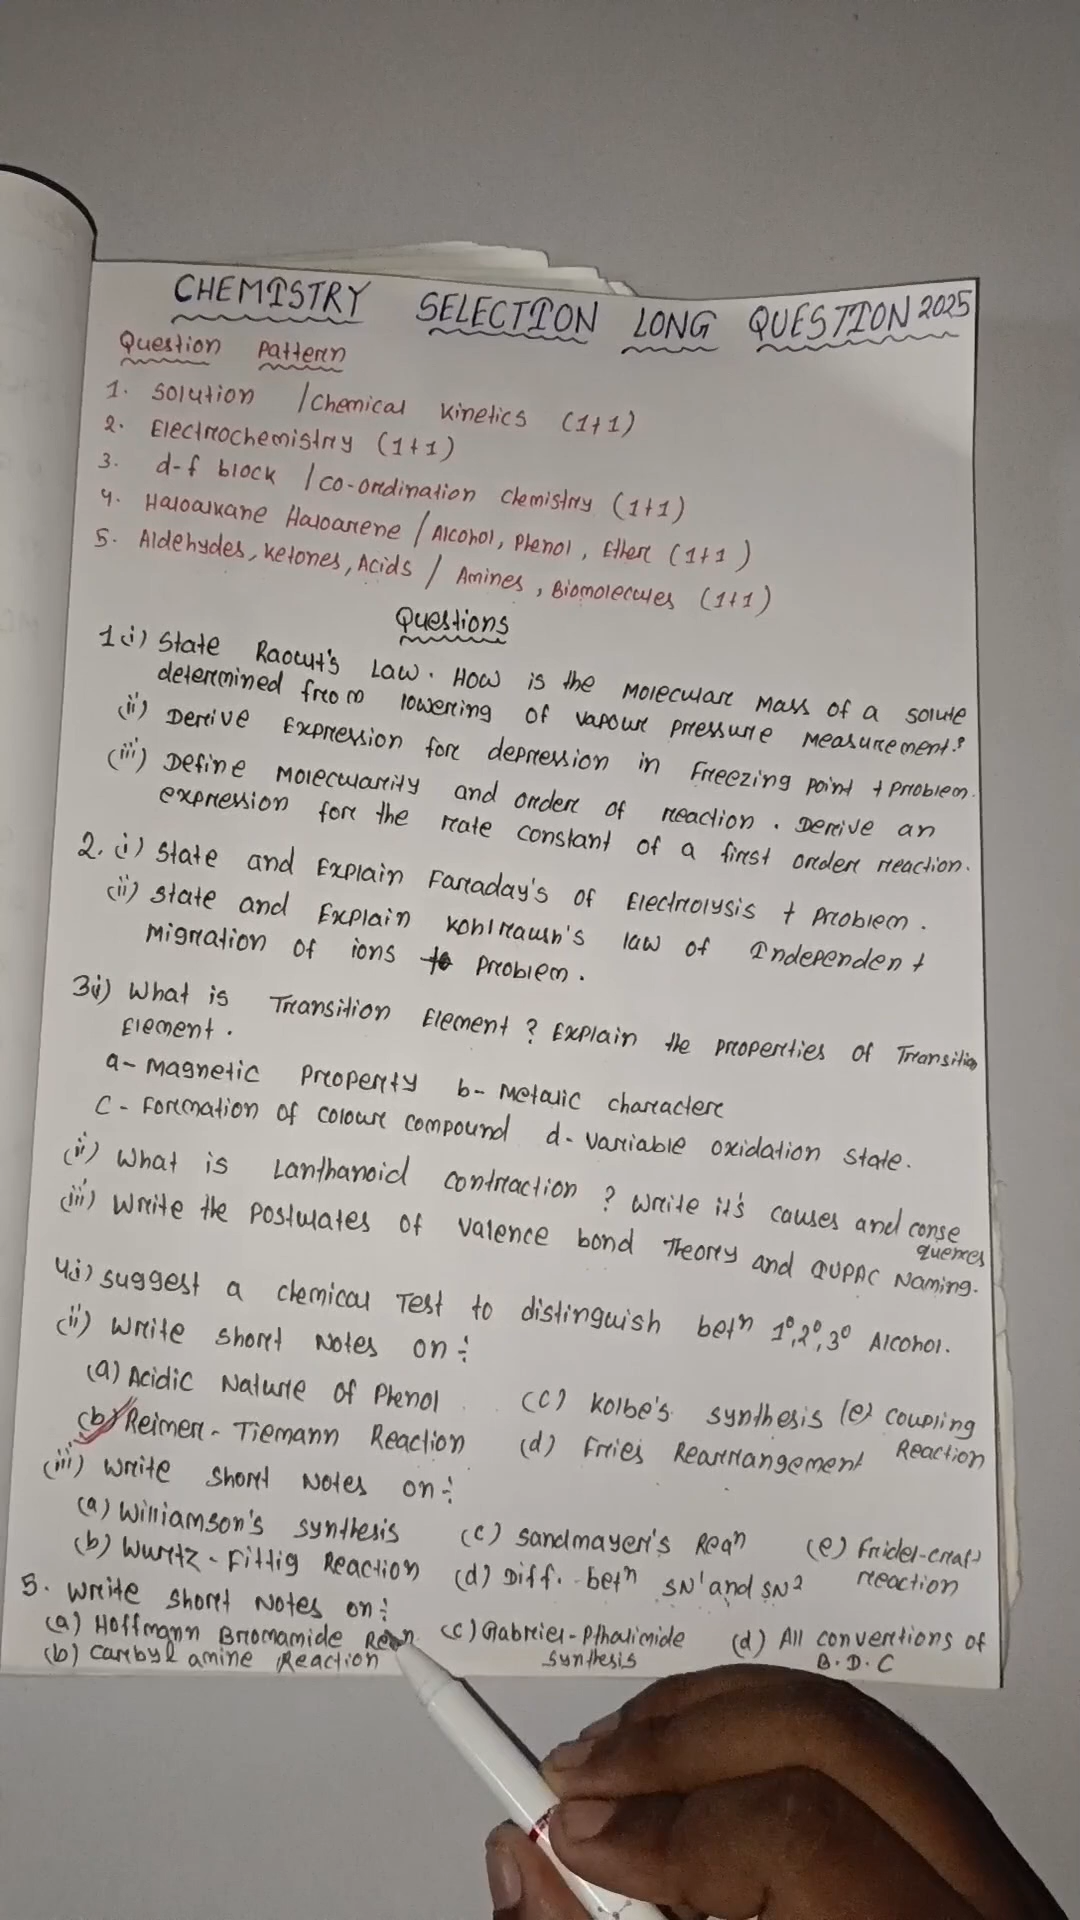 CHEMISTRY SELECTION LONG QUESTION 2025
Question Pattern
1. Solution / Chemical Kinetics (1+1)
2. Electrochemistry (1+1)
3. d-f block / co-ordination chemistry (1+1)
4. Haloalkane Haloarene / Alcohol, Phenol, Ether (1+1)
5. Aldehydes, Ketones, Acids / Amines, Biomolecules (1+1)
Questions
1(i) State Raoult's Law. How is the Molecular Mass of a solute
determined from lowering of vapour pressure measurement?
(ii) Derive Expression for depression in Freezing point + Problem.
(iii) Define Molecularity and order of reaction. Derive an
expression for the rate constant of a first order reaction.
2. (i) State and Explain Farraday's of Electrolysis + Problem.
(ii) State and Explain Kohlraush's law of Independent
Migration of ions Problem.
3(i) What is Transition Element? Explain the properties of Transition
Element.
a- Magnetic Property b- Metalic character
c- Formation of colour compound d- variable oxidation state.
(ii) What is Lanthanoid contraction? Write it's causes and conse
quences
(iii) Write the postulates of valence bond Theory and IUPAC Naming.
4(i) Suggest a chemical Test to distinguish betn 1°,2°,3° Alcohol.
(ii) Write short Notes on :
(a) Acidic Nature of Phenol (c) Kolbe's synthesis (e) coupling
Reaction
(b) Reimer-Tiemann Reaction (d) Fries Rearrangement
(iii) Write short Notes on :
(a) Williamson's synthesis (c) Sandmayer's Rean (e) Fridel-craft
reaction
(b) Wurtz-Fittig Reaction (d) Diff. betn SN1 and SN2
5. Write short Notes on :
(a) Hoffmann Bromamide Rean (c) Gabriel-Pthalimide (d) All convertions of
(b) Carbyl amine Reaction synthesis B.D.C